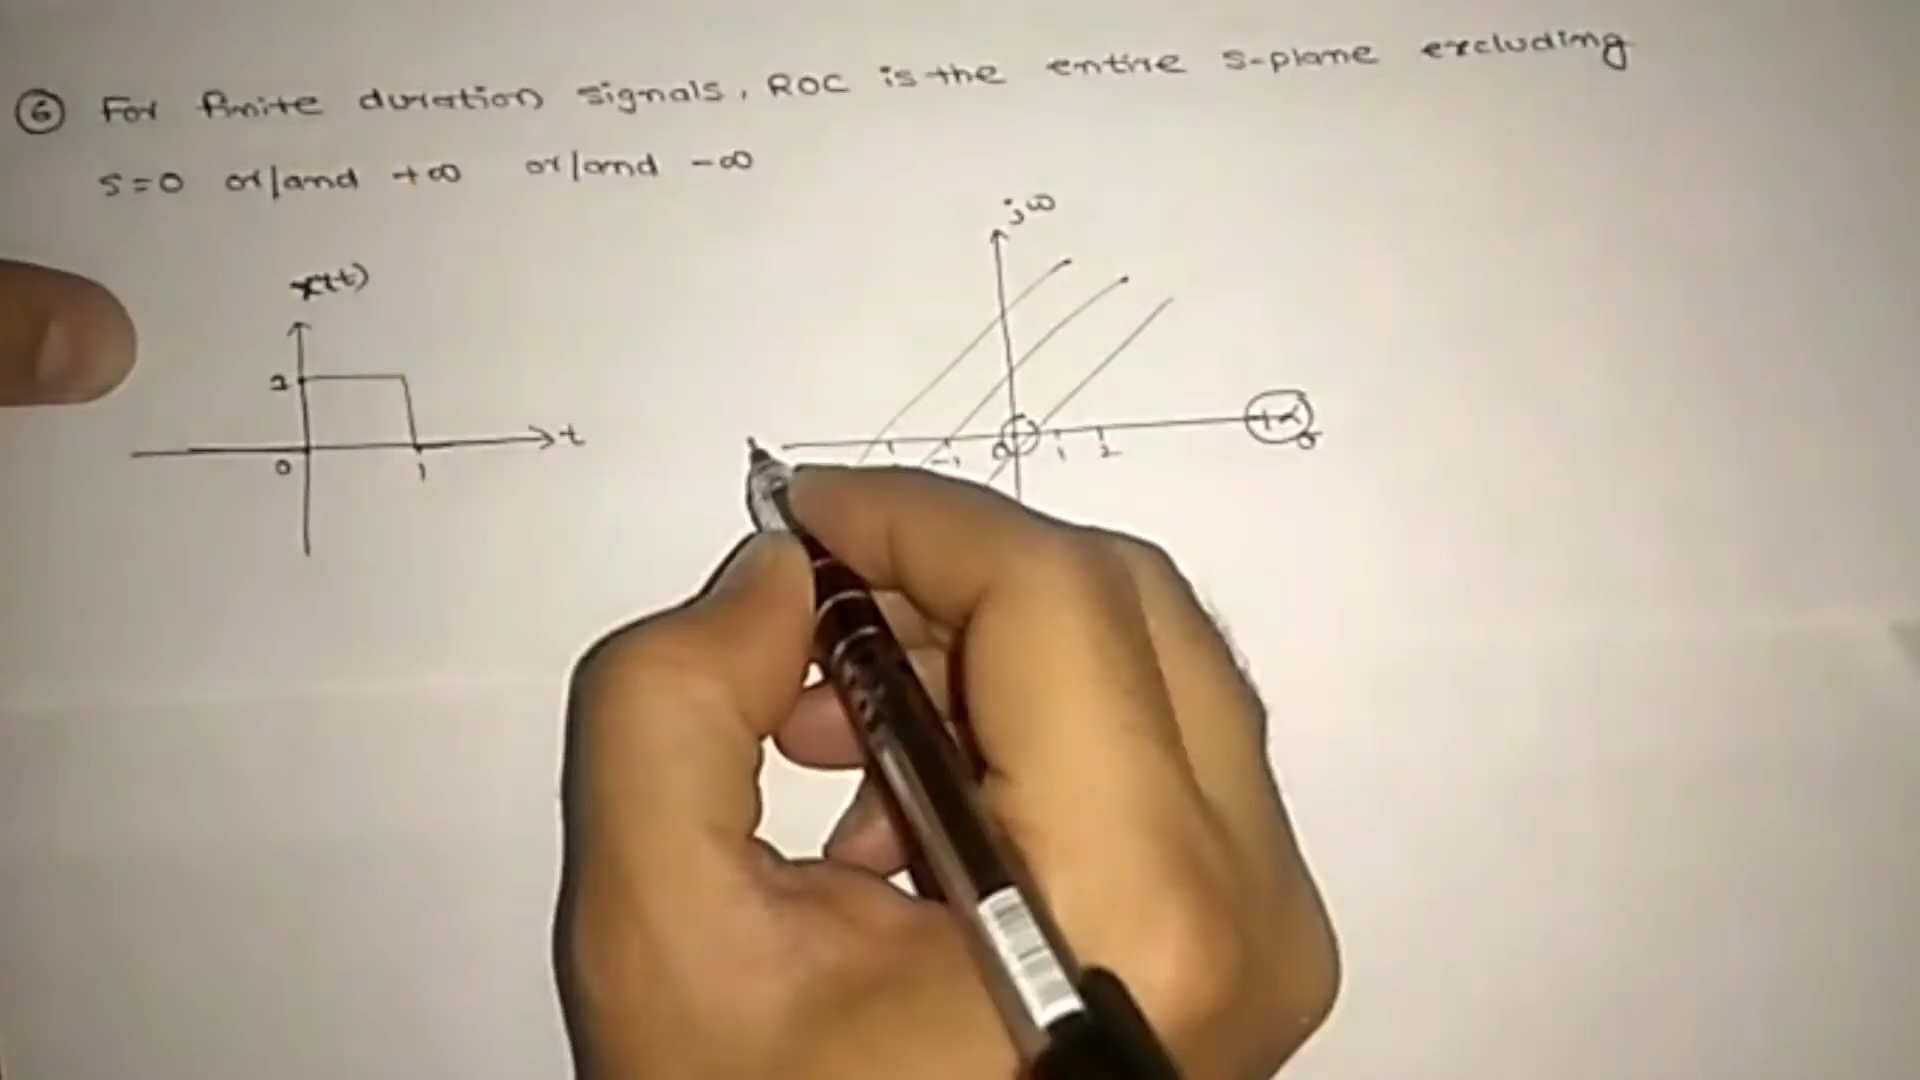 ⑥ For finite duration signals, ROC is the entire s-plane excluding
s=0 or/and +∞ or/and -∞
x(t)
jω
t
0
1
-1
0
1
2
+∞
σ